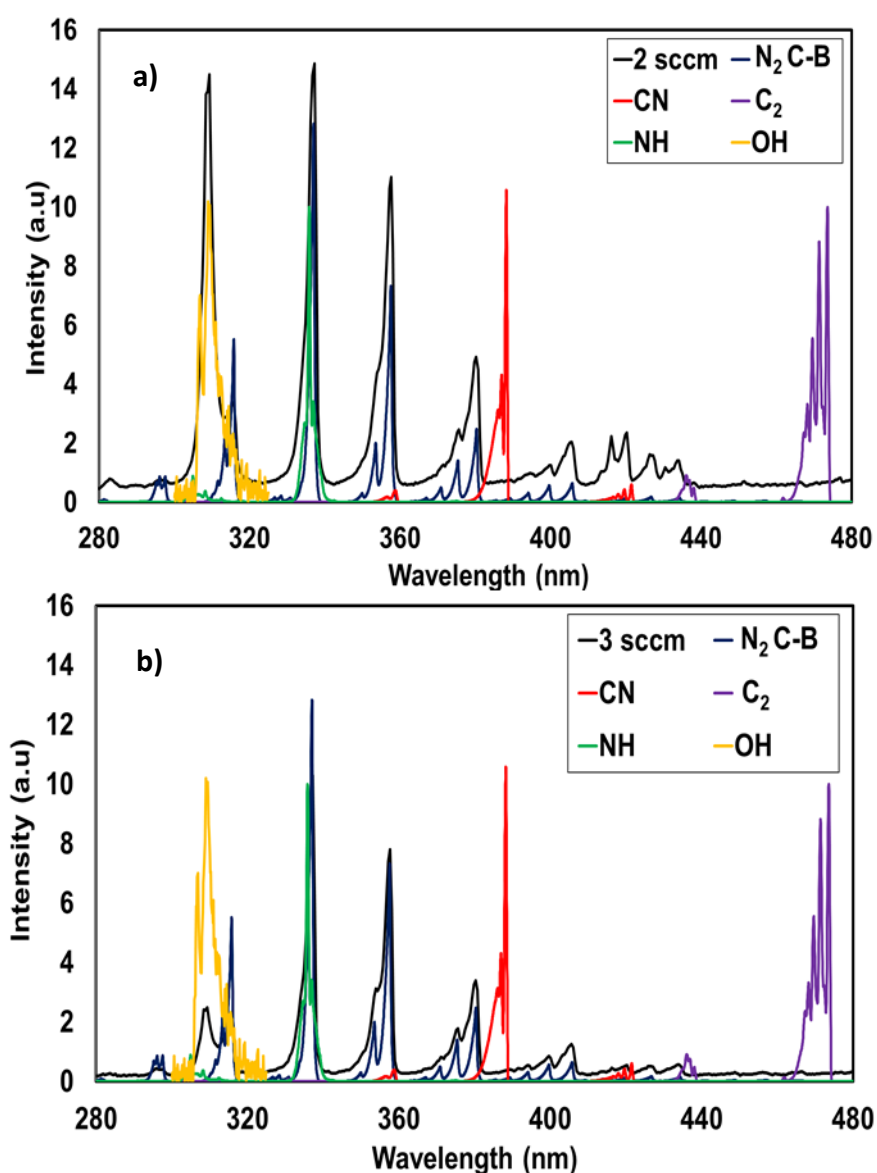 a)
2 sccm N₂ C-B
CN C₂
NH OH
Intensity (a.u)
16
14
12
10
8
6
4
2
0
280 320 360 400 440 480
Wavelength (nm)
b)
3 sccm N₂ C-B
CN C₂
NH OH
Intensity (a.u)
16
14
12
10
8
6
4
2
0
280 320 360 400 440 480
Wavelength (nm)